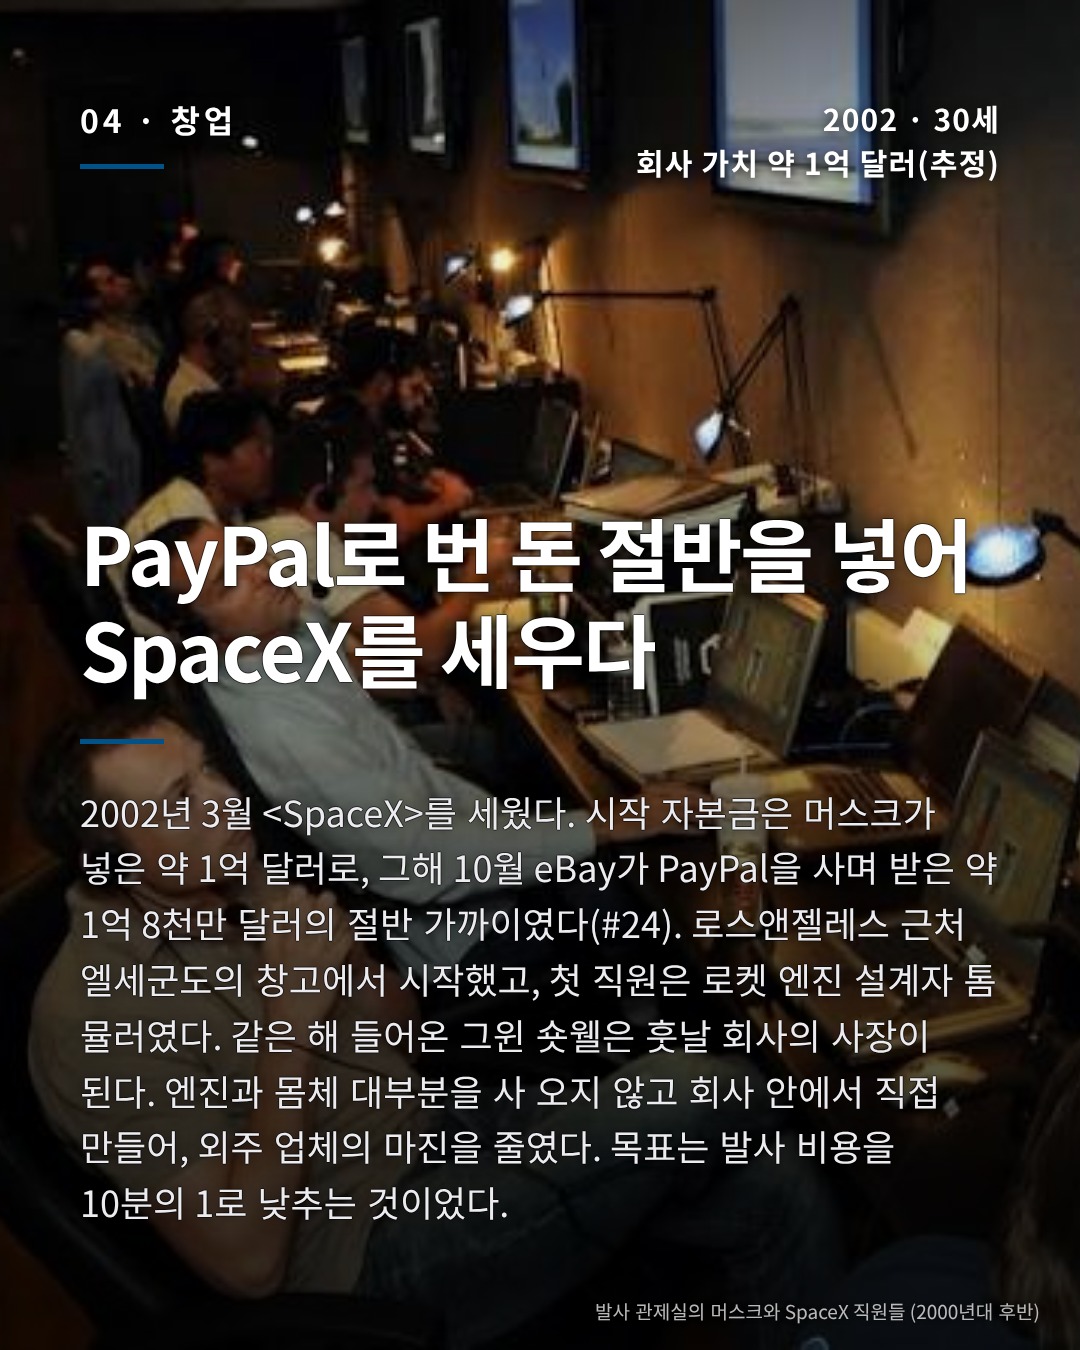 04 · 창업
2002 · 30세
회사 가치 약 1억 달러(추정)
PayPal로 번 돈 절반을 넣어
SpaceX를 세우다
2002년 3월 <SpaceX>를 세웠다. 시작 자본금은 머스크가
넣은 약 1억 달러로, 그해 10월 eBay가 PayPal을 사며 받은 약
1억 8천만 달러의 절반 가까이였다(#24). 로스앤젤레스 근처
엘세군도의 창고에서 시작했고, 첫 직원은 로켓 엔진 설계자 톰
뮬러였다. 같은 해 들어온 그윈 숏웰은 훗날 회사의 사장이
된다. 엔진과 몸체 대부분을 사 오지 않고 회사 안에서 직접
만들어, 외주 업체의 마진을 줄였다. 목표는 발사 비용을
10분의 1로 낮추는 것이었다.
발사 관제실의 머스크와 SpaceX 직원들 (2000년대 후반)